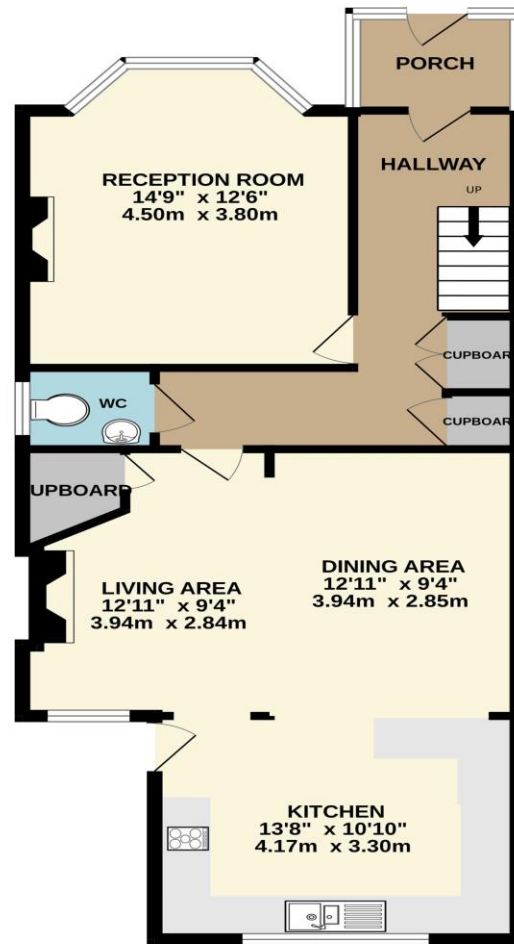 PORCH
HALLWAY
UP
RECEPTION ROOM
14'9" x 12'6"
4.50m x 3.80m
CUPBOAR
WC
CUPBOAR
UPBOARD
DINING AREA
12'11" x 9'4"
3.94m x 2.85m
LIVING AREA
12'11" x 9'4"
3.94m x 2.84m
KITCHEN
13'8" x 10'10"
4.17m x 3.30m